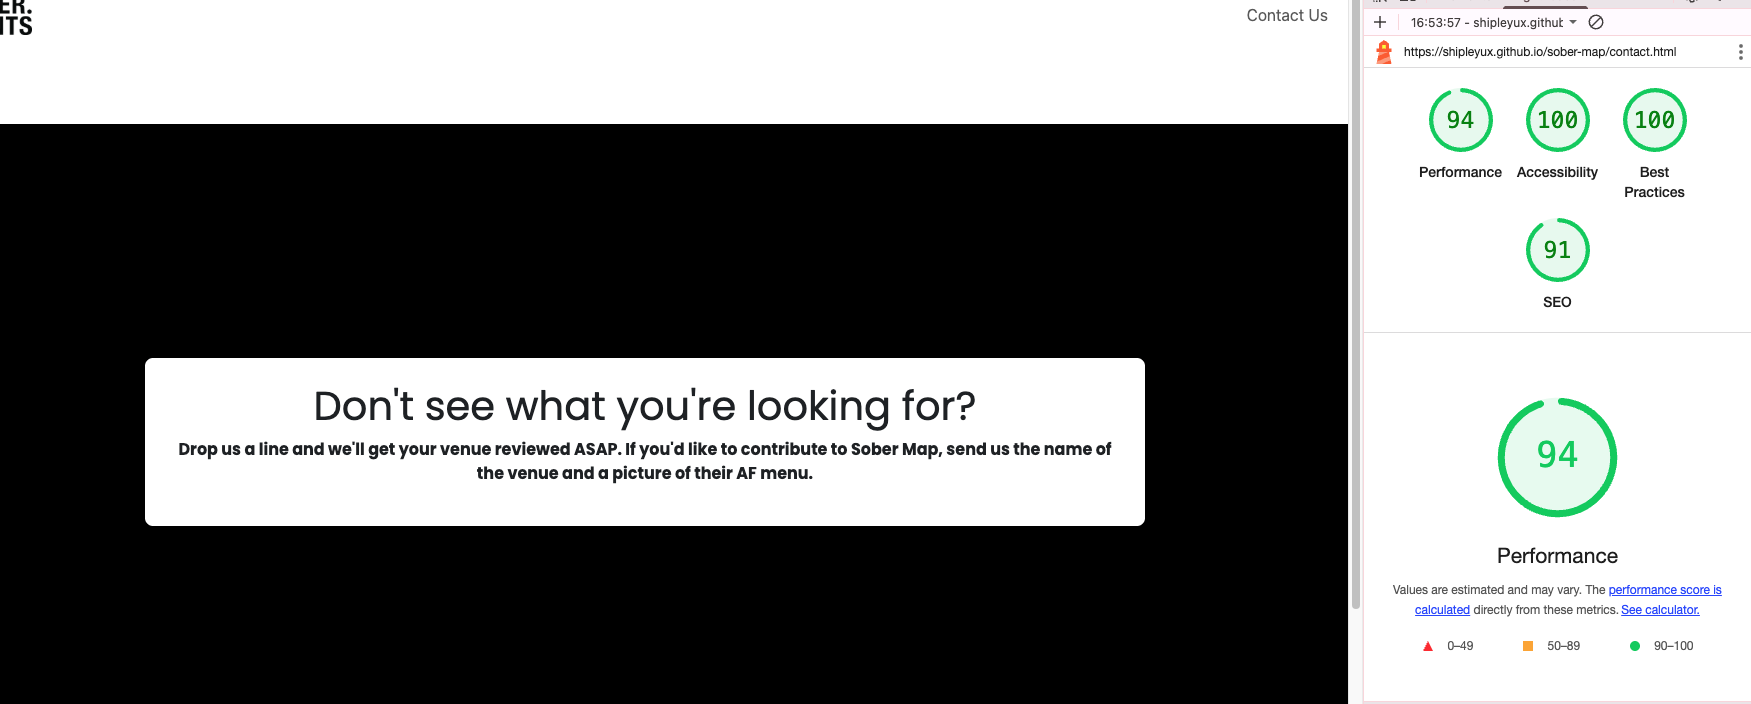 ER.
ITS
Contact Us
Don't see what you're looking for?
Drop us a line and we'll get your venue reviewed ASAP. If you'd like to contribute to Sober Map, send us the name of
the venue and a picture of their AF menu.
16:53:57 - shipleyux.github
https://shipleyux.github.io/sober-map/contact.html
94
100
100
Performance
Accessibility
Best
Practices
91
SEO
94
Performance
Values are estimated and may vary. The performance score is
calculated directly from these metrics. See calculator.
0–49
50–89
90–100